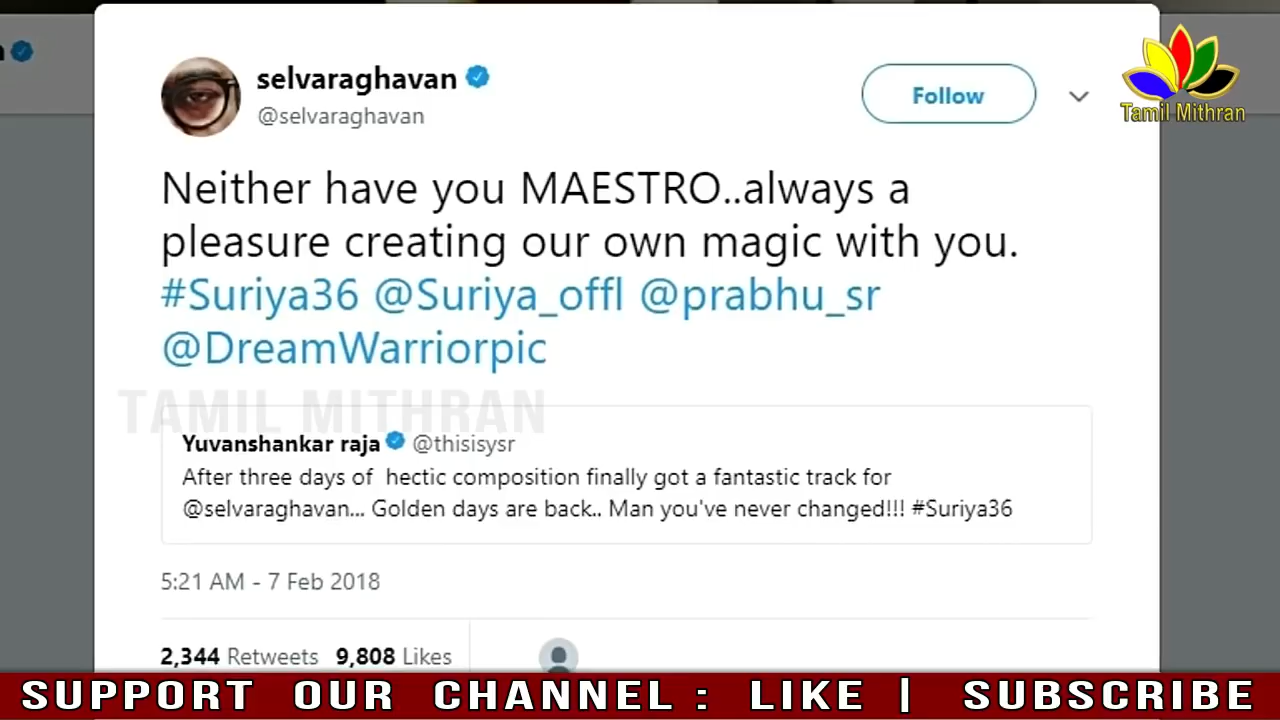 selvaraghavan
@selvaraghavan
Follow
Tamil Mithran
Neither have you MAESTRO..always a
pleasure creating our own magic with you.
#Suriya36 @Suriya_offl @prabhu_sr
@DreamWarriorpic
TAMIL MITHRAN
Yuvanshankar raja @thisisysr
After three days of hectic composition finally got a fantastic track for
@selvaraghavan... Golden days are back.. Man you've never changed!!! #Suriya36
5:21 AM - 7 Feb 2018
2,344 Retweets 9,808 Likes
SUPPORT OUR CHANNEL : LIKE | SUBSCRIBE